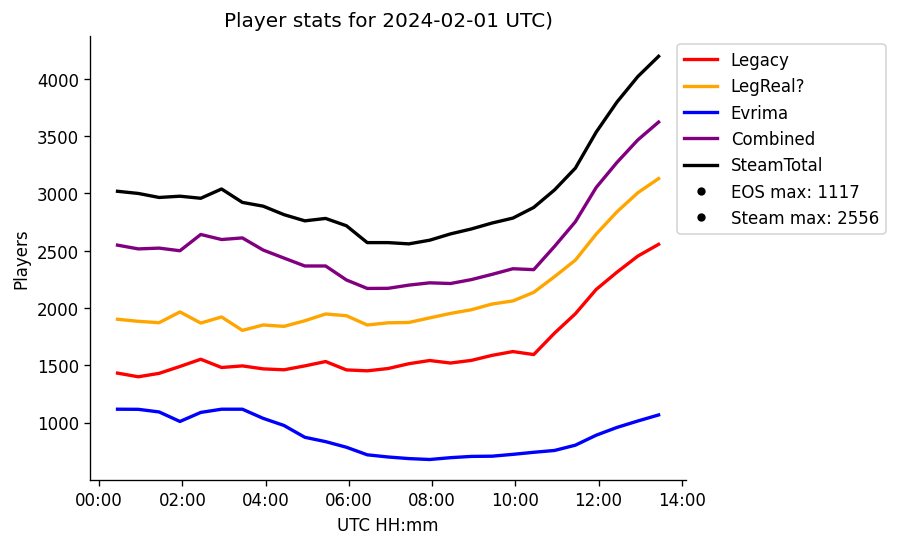 Player stats for 2024-02-01 UTC)
Players
4000
3500
3000
2500
2000
1500
1000
00:00 02:00 04:00 06:00 08:00 10:00 12:00 14:00
UTC HH:mm
Legacy
LegReal?
Evrima
Combined
SteamTotal
EOS max: 1117
Steam max: 2556